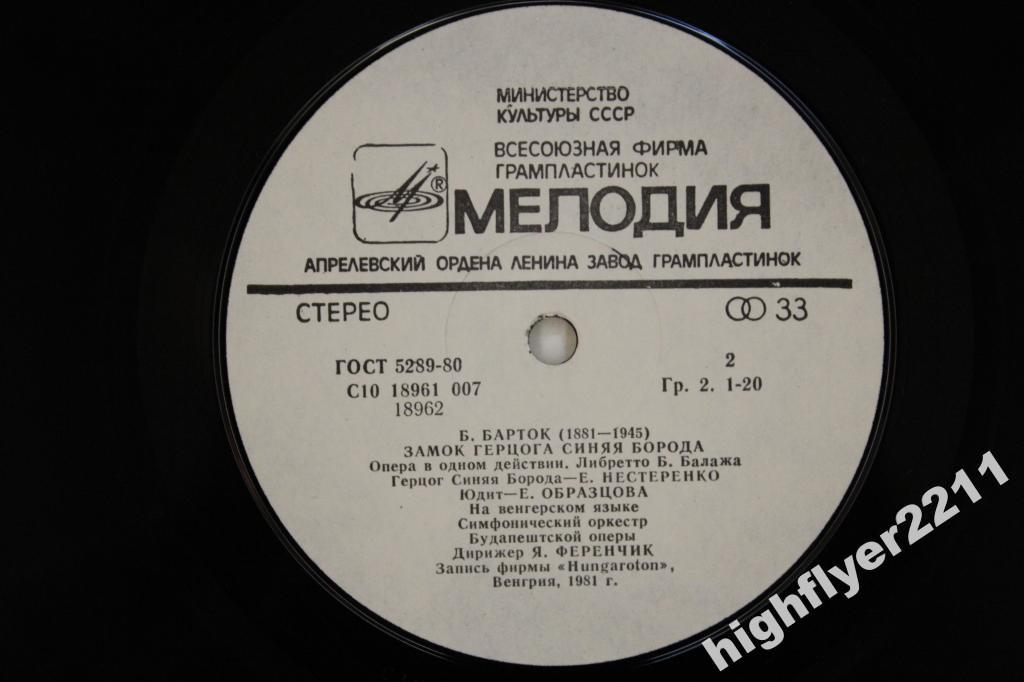 МИНИСТЕРСТВО
КУЛЬТУРЫ СССР
ВСЕСОЮЗНАЯ ФИРМА
ГРАМПЛАСТИНОК
® МЕЛОДИЯ
АПРЕЛЕВСКИЙ ОРДЕНА ЛЕНИНА ЗАВОД ГРАМПЛАСТИНОК
СТЕРЕО 33
ГОСТ 5289-80 2
С10 18961 007 Гр. 2. 1-20
18962
Б. БАРТОК (1881—1945)
ЗАМОК ГЕРЦОГА СИНЯЯ БОРОДА
Опера в одном действии. Либретто Б. Балажа
Герцог Синяя Борода—Е. НЕСТЕРЕНКО
Юдит—Е. ОБРАЗЦОВА
На венгерском языке
Симфонический оркестр
Будапештской оперы
Дирижер Я. ФЕРЕНЧИК
Запись фирмы «Hungaroton»,
Венгрия, 1981 г.
highflyer2211